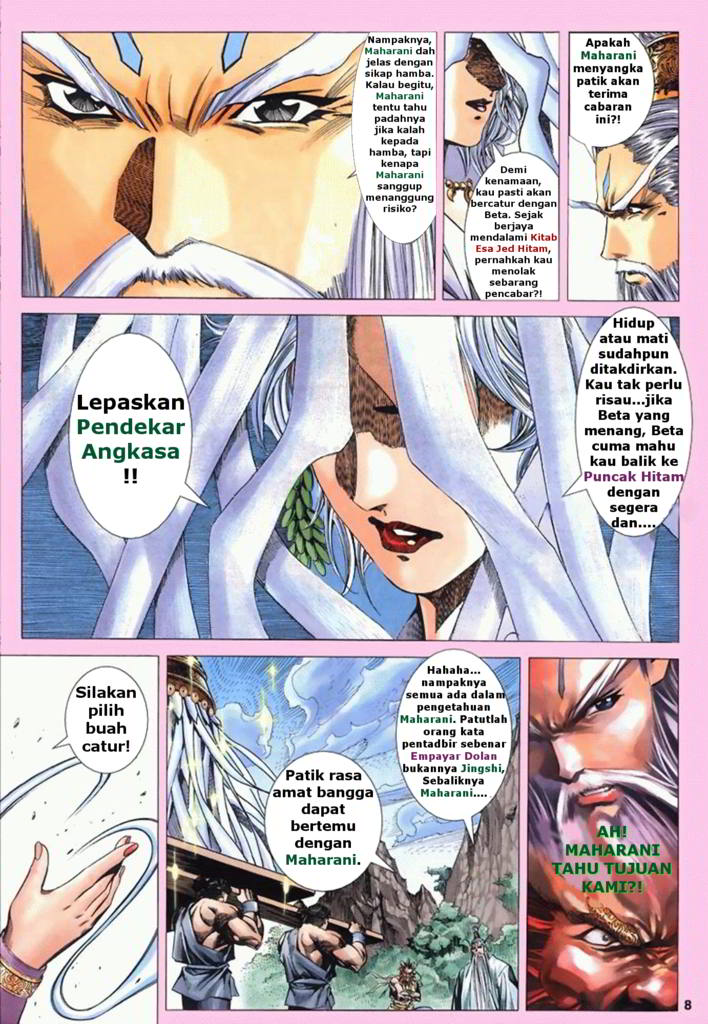 Nampaknya,
Maharani dah
jelas dengan
sikap hamba.
Kalau begitu,
Maharani
tentu tahu
padahnya
jika kalah
kepada
hamba, tapi
kenapa
Maharani
sanggup
menanggung
risiko?
Demi
kenamaan,
kau pasti akan
bercatur dengan
Beta. Sejak
berjaya
mendalami Kitab
Esa Jed Hitam,
pernahkah kau
menolak
sebarang
pencabar?!
Apakah
Maharani
menyangka
patik akan
terima
cabaran
ini?!
Lepaskan
Pendekar
Angkasa
!!
Hidup
atau mati
sudahpun
ditakdirkan.
Kau tak perlu
risau...jika
Beta yang
menang, Beta
cuma mahu
kau balik ke
Puncak Hitam
dengan
segera
dan....
Silakan
pilih
buah
catur!
Hahaha...
nampaknya
semua ada dalam
pengetahuan
Maharani. Patutlah
orang kata
pentadbir sebenar
Empayar Dolan
bukannya Jingshi,
Sebaliknya
Maharani....
Patik rasa
amat bangga
dapat
bertemu
dengan
Maharani.
AH!
MAHARANI
TAHU TUJUAN
KAMI?!
8